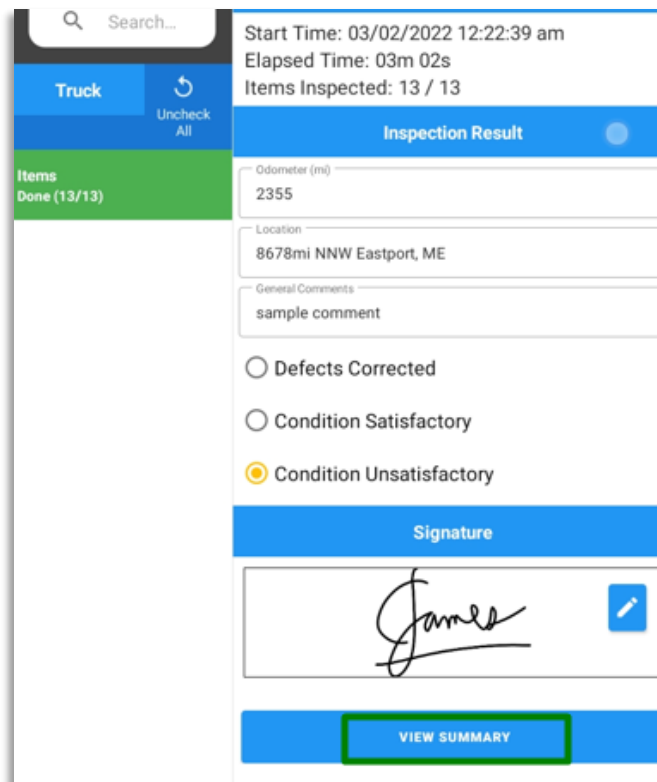 Search...
Truck
Uncheck
All
Items
Done (13/13)
Start Time: 03/02/2022 12:22:39 am
Elapsed Time: 03m 02s
Items Inspected: 13 / 13
Inspection Result
Odometer (mi)
2355
Location
8678mi NNW Eastport, ME
General Comments
sample comment
Defects Corrected
Condition Satisfactory
Condition Unsatisfactory
Signature
James
VIEW SUMMARY